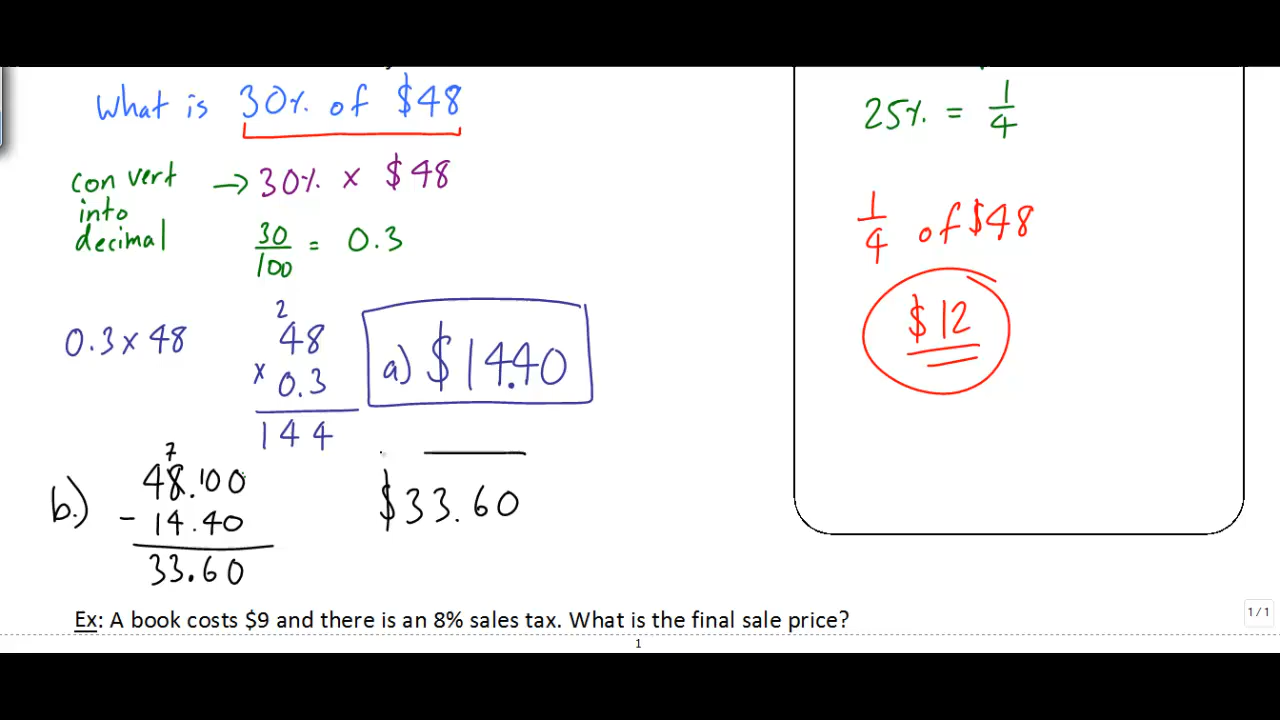 What is 30% of $48
convert
into
decimal
→ 30% × $48
30/100 = 0.3
0.3 × 48
2
48
× 0.3
144
a) $14.40
b.)
7
48.100
- 14.40
33.60
$33.60
25% = 1/4
1/4 of $48
$12
Ex: A book costs $9 and there is an 8% sales tax. What is the final sale price?
1
1 / 1